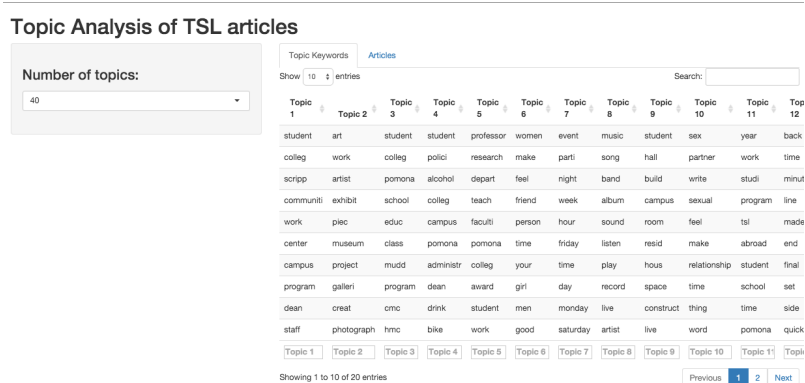 Topic Analysis of TSL articles
Number of topics:
40
Topic Keywords Articles
Show 10 entries Search:
Topic 1 Topic 2 Topic 3 Topic 4 Topic 5 Topic 6 Topic 7 Topic 8 Topic 9 Topic 10 Topic 11 Top 12
student art student student professor women event music student sex year back
colleg work colleg polici research make parti song hall partner work time
scripp artist pomona alcohol depart feel night band build write studi minut
communiti exhibit school colleg teach friend week album campus sexual program line
work piec educ campus faculti person hour sound room feel tsl made
center museum class pomona pomona time friday listen resid make abroad end
campus project mudd administr colleg your time play hous relationship student final
program galleri program dean award girl day record space time school set
dean creat cmc drink student men monday live construct thing time side
staff photograph hmc bike work good saturday artist live word pomona quick
Topic 1 Topic 2 Topic 3 Topic 4 Topic 5 Topic 6 Topic 7 Topic 8 Topic 9 Topic 10 Topic 1 Topi
Showing 1 to 10 of 20 entries Previous 1 2 Next